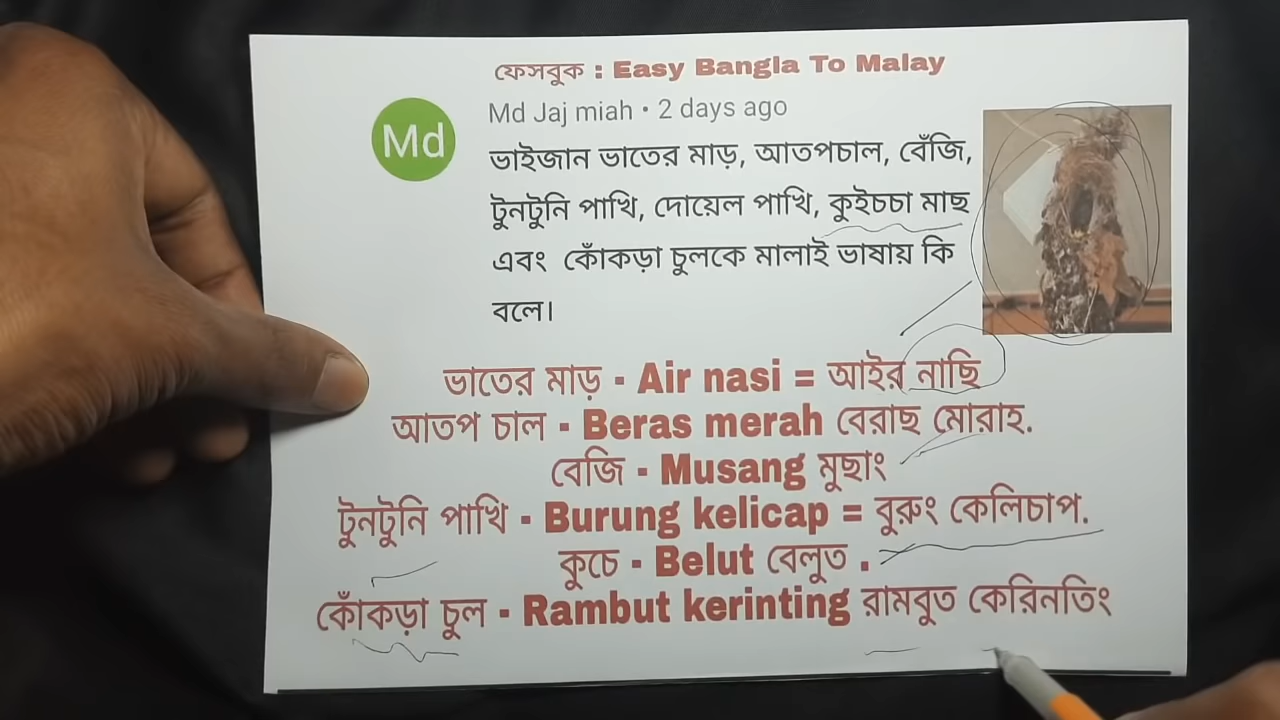 ফেসবুক : Easy Bangla To Malay
Md
Md Jaj miah • 2 days ago
ভাইজান ভাতের মাড়, আতপচাল, বেঁজি,
টুনটুনি পাখি, দোয়েল পাখি, কুইচচা মাছ
এবং কোঁকড়া চুলকে মালাই ভাষায় কি
বলে।
ভাতের মাড় - Air nasi = আইর নাছি
আতপ চাল - Beras merah বেরাছ মোরাহ.
বেজি - Musang মুছাং
টুনটুনি পাখি - Burung kelicap = বুরুং কেলিচাপ.
কুচে - Belut বেলুত .
কোঁকড়া চুল - Rambut kerinting রামবুত কেরিনতিং